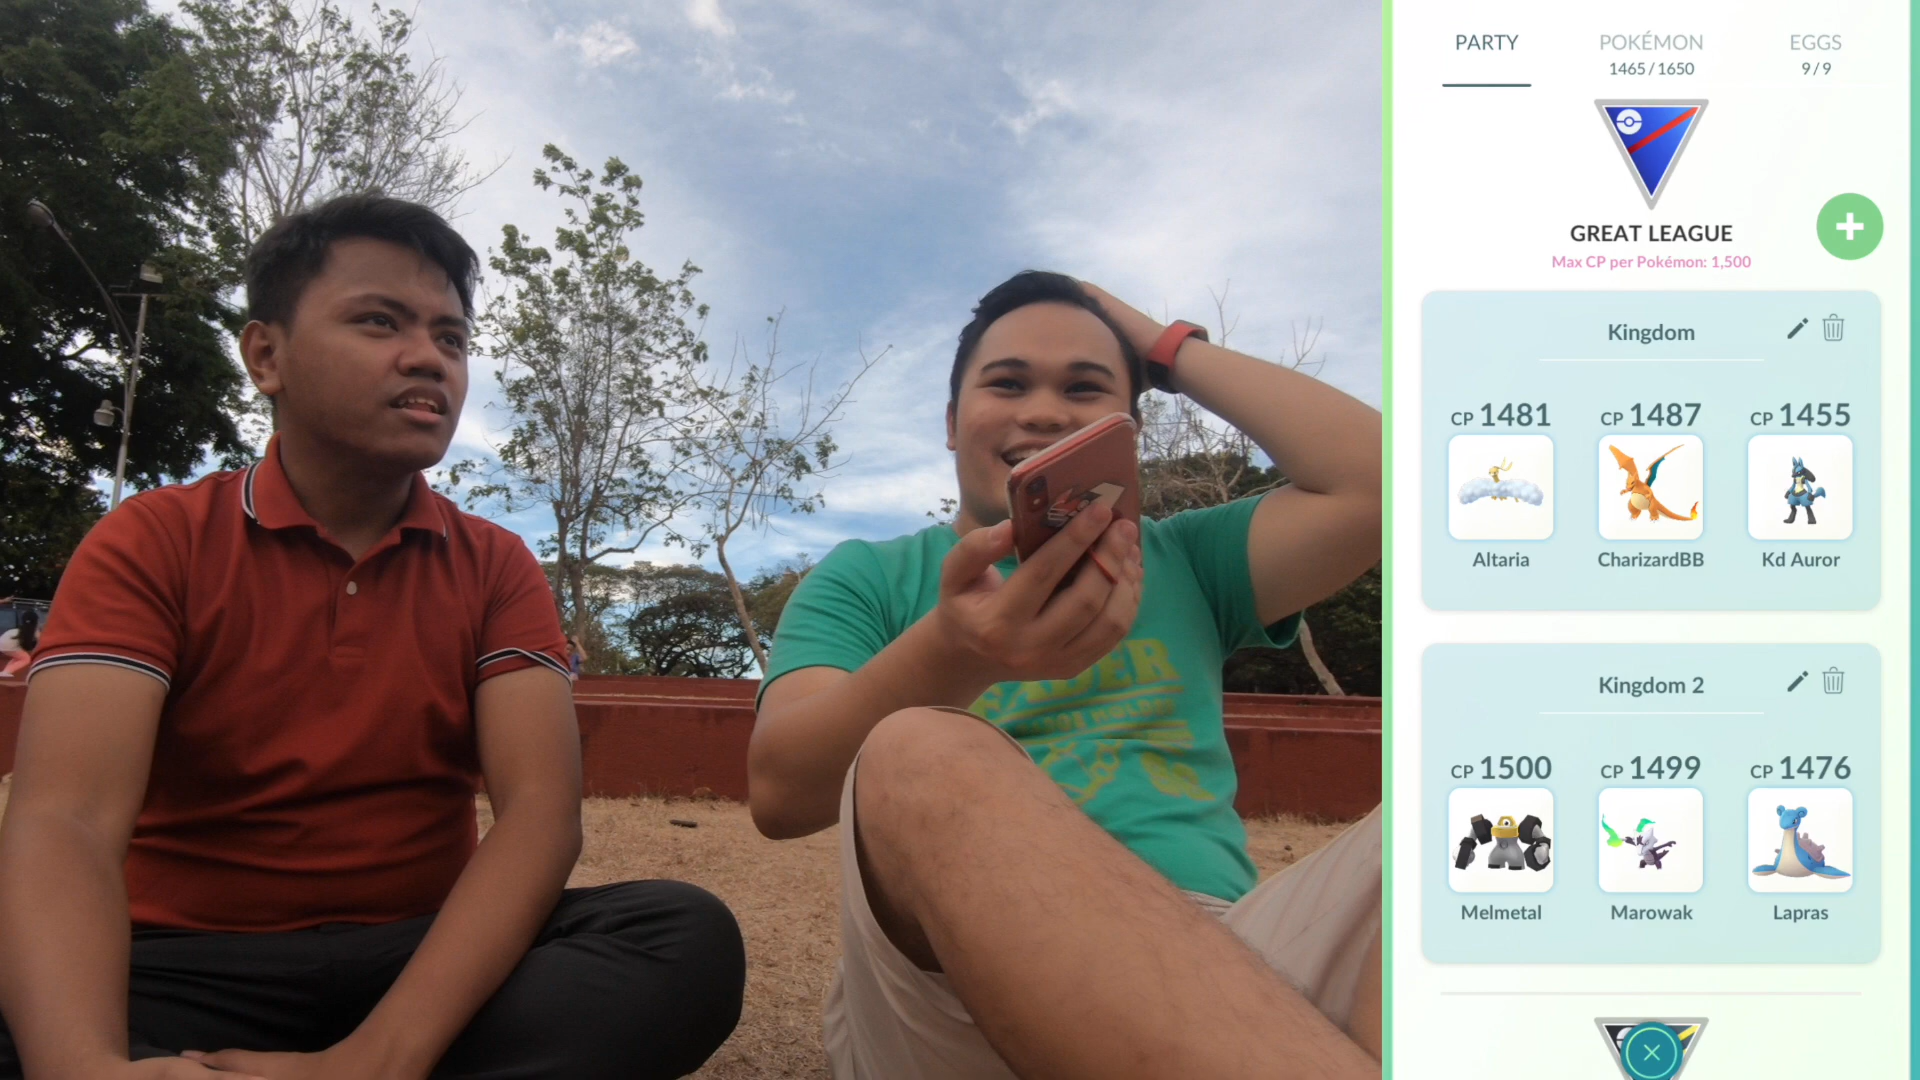 PARTY
POKÉMON
EGGS
1465 / 1650
9 / 9
GREAT LEAGUE
Max CP per Pokémon: 1,500
Kingdom
CP 1481
CP 1487
CP 1455
Altaria
CharizardBB
Kd Auror
Kingdom 2
CP 1500
CP 1499
CP 1476
Melmetal
Marowak
Lapras